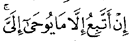 إِنۡ أَتَّبِعُ إِلَّا مَا يُوحَىٰٓ إِلَيَّۚ